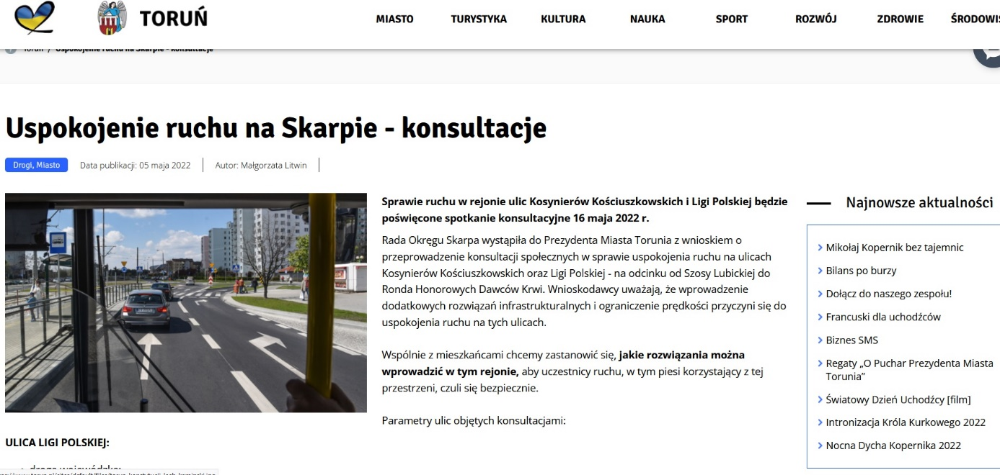 TORUŃ
MIASTO TURYSTYKA KULTURA NAUKA SPORT ROZWÓJ ZDROWIE ŚRODOWIS
Toruń / Uspokojenie ruchu na Skarpie - konsultacje
Uspokojenie ruchu na Skarpie - konsultacje
Drogi, Miasto Data publikacji: 05 maja 2022 Autor: Małgorzata Litwin
Sprawie ruchu w rejonie ulic Kosynierów Kościuszkowskich i Ligi Polskiej będzie
poświęcone spotkanie konsultacyjne 16 maja 2022 r.
Rada Okręgu Skarpa wystąpiła do Prezydenta Miasta Torunia z wnioskiem o
przeprowadzenie konsultacji społecznych w sprawie uspokojenia ruchu na ulicach
Kosynierów Kościuszkowskich oraz Ligi Polskiej - na odcinku od Szosy Lubickiej do
Ronda Honorowych Dawców Krwi. Wnioskodawcy uważają, że wprowadzenie
dodatkowych rozwiązań infrastrukturalnych i ograniczenie prędkości przyczyni się do
uspokojenia ruchu na tych ulicach.
Wspólnie z mieszkańcami chcemy zastanowić się, jakie rozwiązania można
wprowadzić w tym rejonie, aby uczestnicy ruchu, w tym piesi korzystający z tej
przestrzeni, czuli się bezpiecznie.
Parametry ulic objętych konsultacjami:
ULICA LIGI POLSKIEJ:
droga wojewódzka;
Najnowsze aktualności
Mikołaj Kopernik bez tajemnic
Bilans po burzy
Dołącz do naszego zespołu!
Francuski dla uchodźców
Biznes SMS
Regaty „O Puchar Prezydenta Miasta
Torunia”
Światowy Dzień Uchodźcy [film]
Intronizacja Króla Kurkowego 2022
Nocna Dycha Kopernika 2022